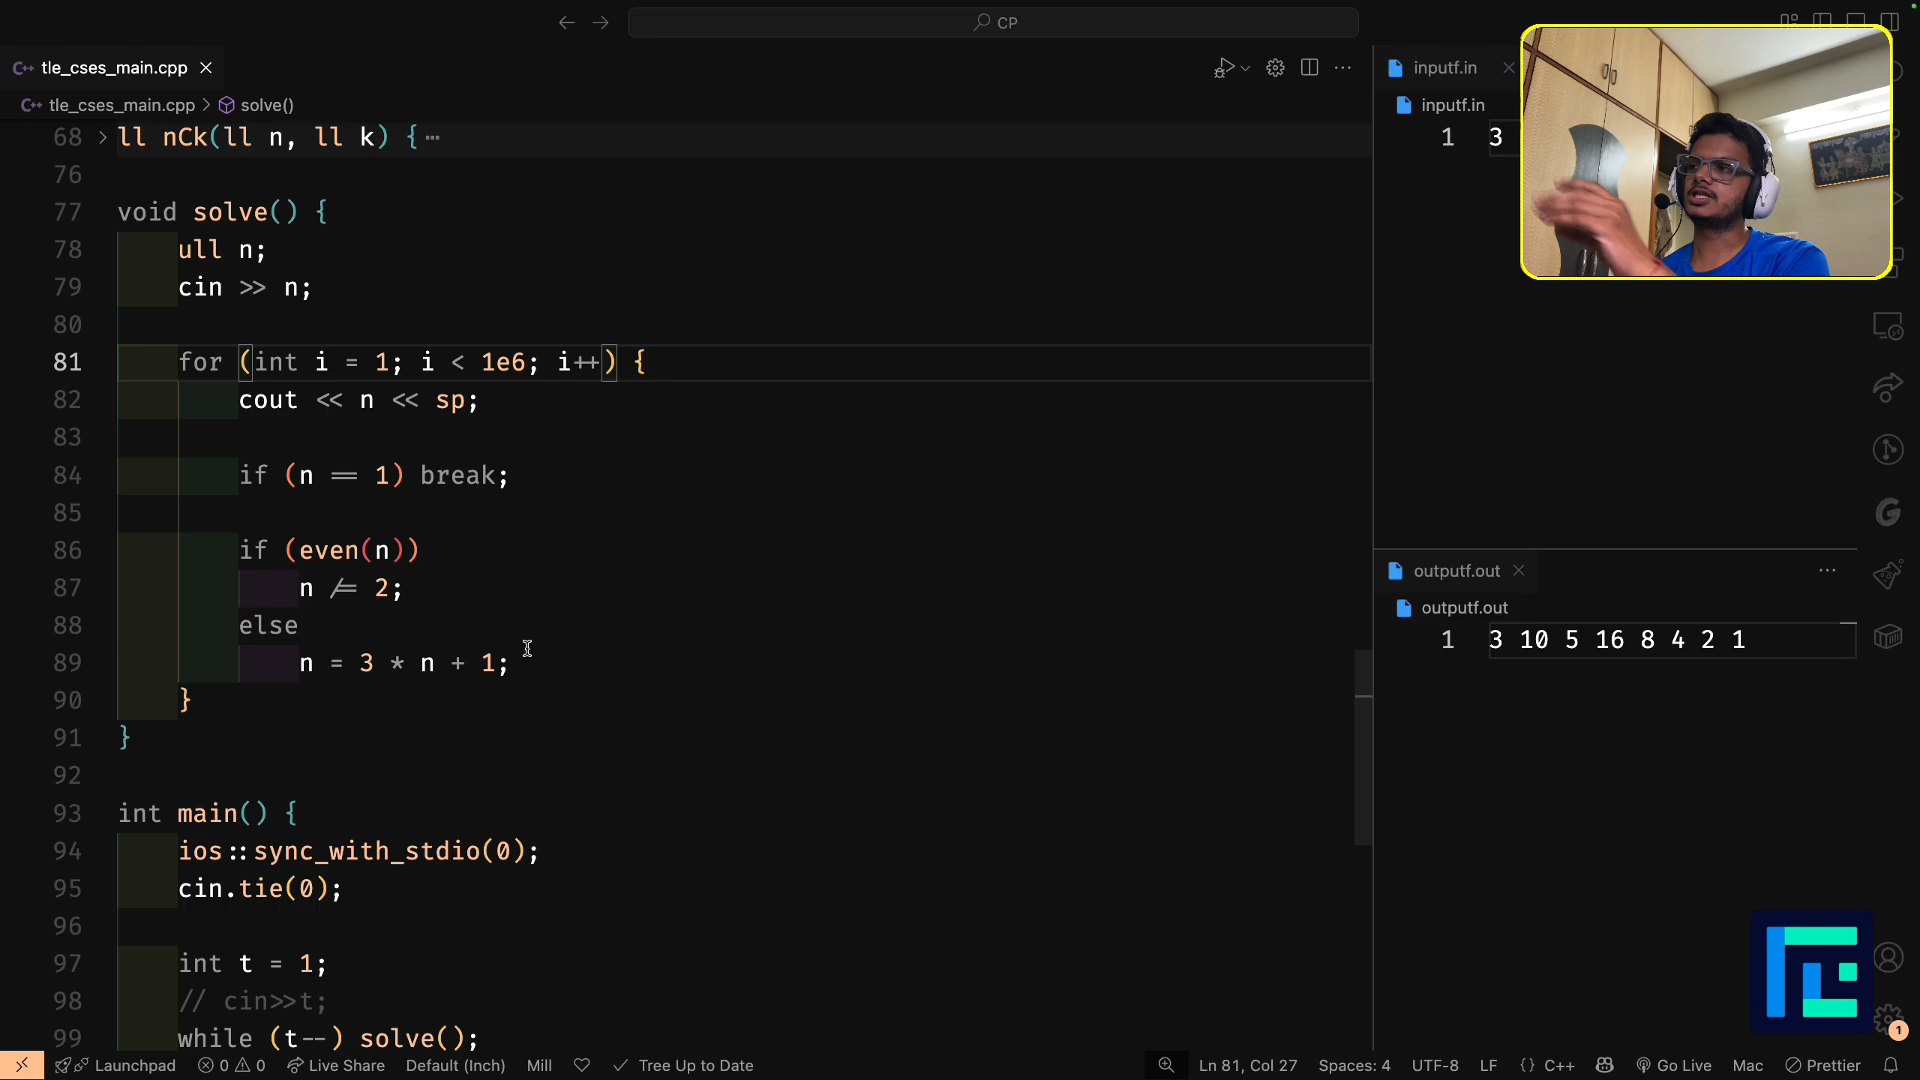 CP
tle_cses_main.cpp
tle_cses_main.cpp > solve()
68 ll nCk(ll n, ll k) {
76
77 void solve() {
78 ull n;
79 cin >> n;
80
81 for (int i = 1; i < 1e6; i++) {
82 cout << n << sp;
83
84 if (n == 1) break;
85
86 if (even(n))
87 n /= 2;
88 else
89 n = 3 * n + 1;
90 }
91 }
92
93 int main() {
94 ios::sync_with_stdio(0);
95 cin.tie(0);
96
97 int t = 1;
98 // cin>>t;
99 while (t--) solve();
inputf.in
inputf.in
1 3
outputf.out
outputf.out
1 3 10 5 16 8 4 2 1
1
Launchpad 0 0 Live Share Default (Inch) Mill Tree Up to Date Ln 81, Col 27 Spaces: 4 UTF-8 LF {} C++ Go Live Mac Prettier